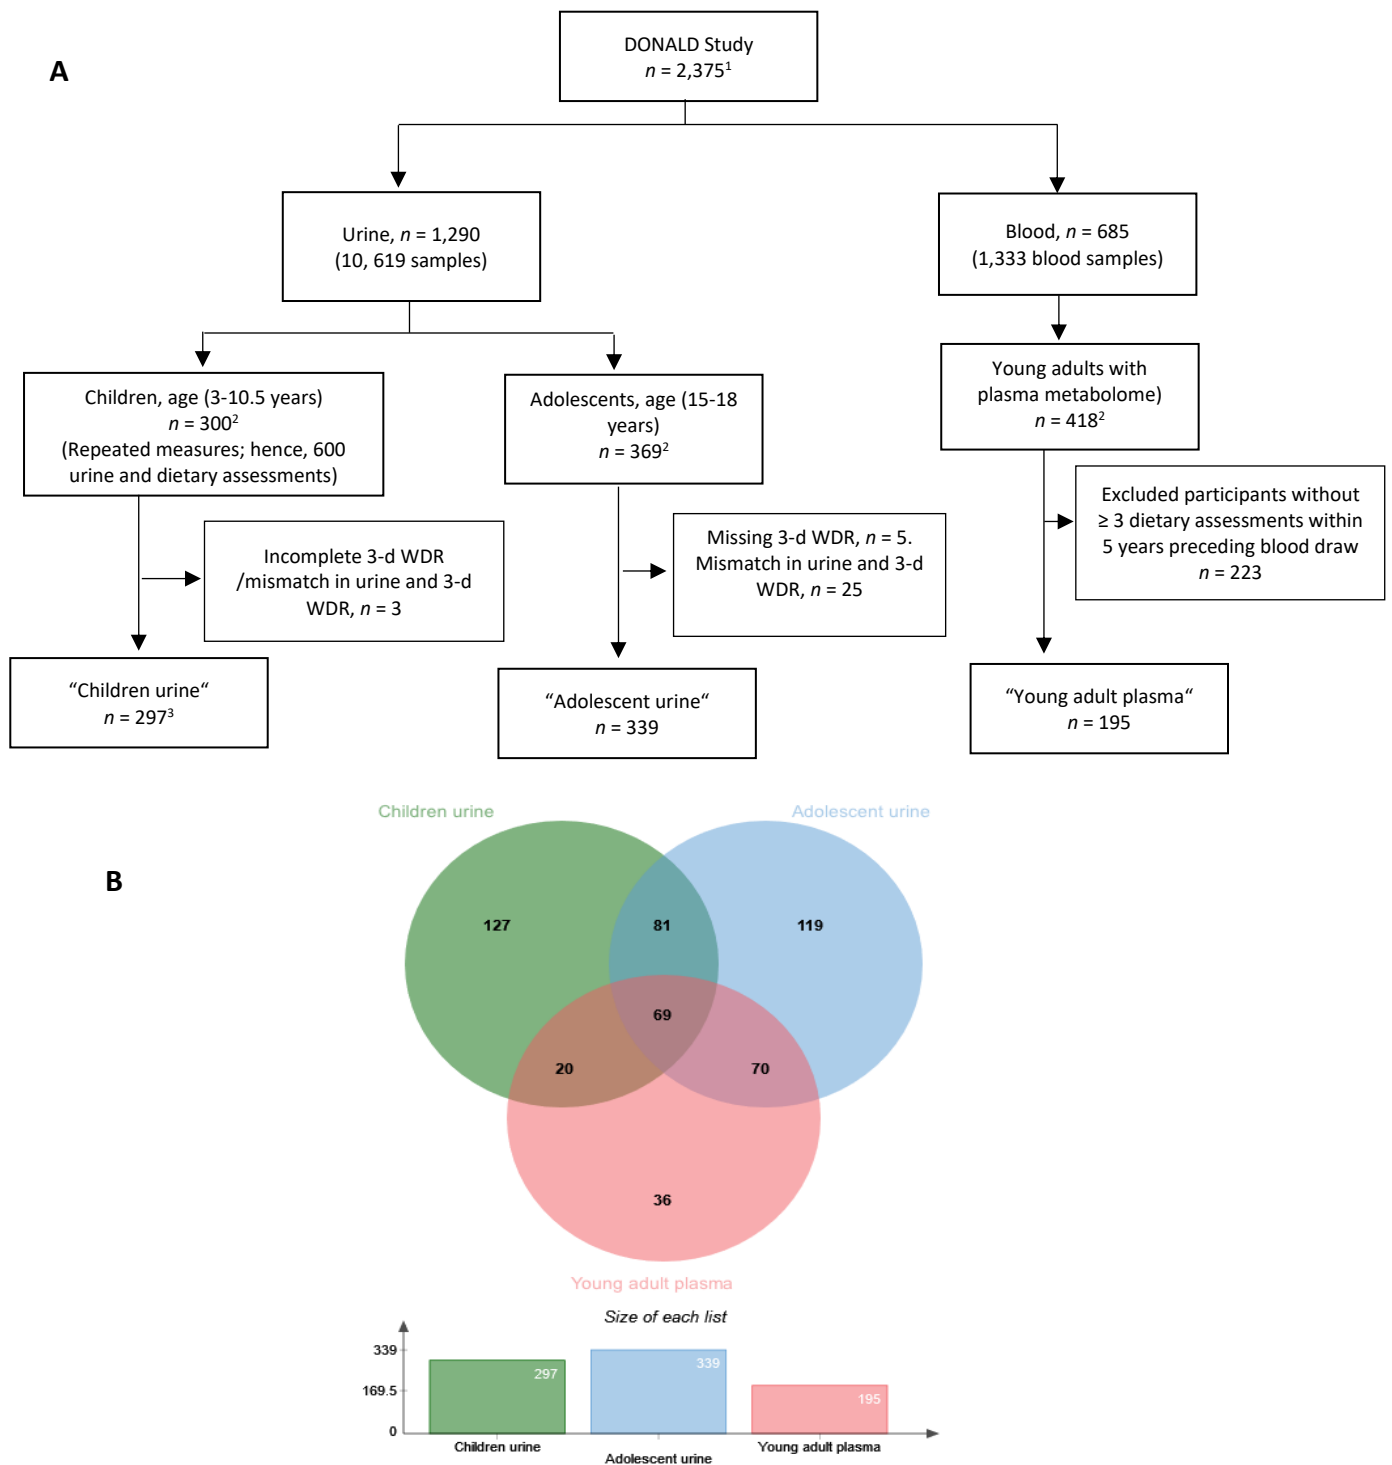 A
DONALD Study
n = 2,375¹
Urine, n = 1,290
(10, 619 samples)
Blood, n = 685
(1,333 blood samples)
Children, age (3-10.5 years)
n = 300²
(Repeated measures; hence, 600
urine and dietary assessments)
Adolescents, age (15-18
years)
n = 369²
Young adults with
plasma metabolome)
n = 418²
Incomplete 3-d WDR
/mismatch in urine and 3-d
WDR, n = 3
Missing 3-d WDR, n = 5.
Mismatch in urine and 3-d
WDR, n = 25
Excluded participants without
≥ 3 dietary assessments within
5 years preceding blood draw
n = 223
“Children urine“
n = 297³
“Adolescent urine“
n = 339
“Young adult plasma“
n = 195
B
Children urine
Adolescent urine
127
81
119
69
20
70
36
Young adult plasma
Size of each list
339
169.5
0
297
339
195
Children urine
Adolescent urine
Young adult plasma